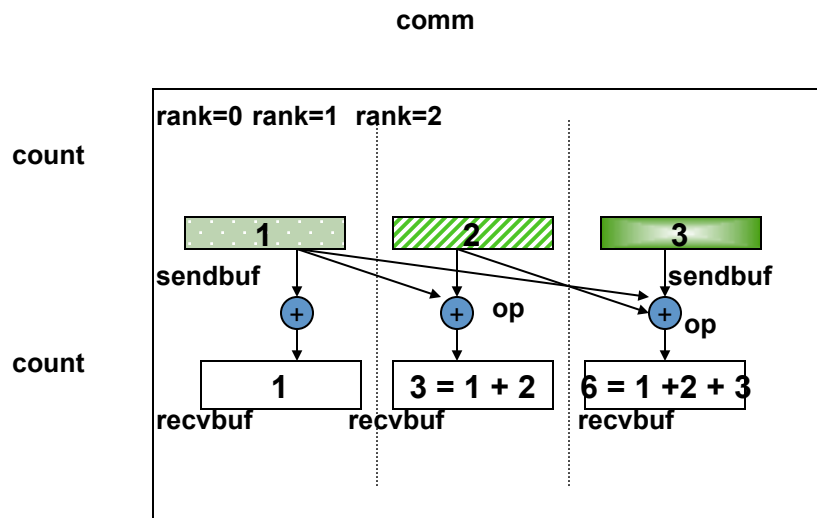 comm
rank=0 rank=1 rank=2
count
1 2 3
sendbuf sendbuf
+ + op + op
count
1 3 = 1 + 2 6 = 1 +2 + 3
recvbuf recvbuf recvbuf